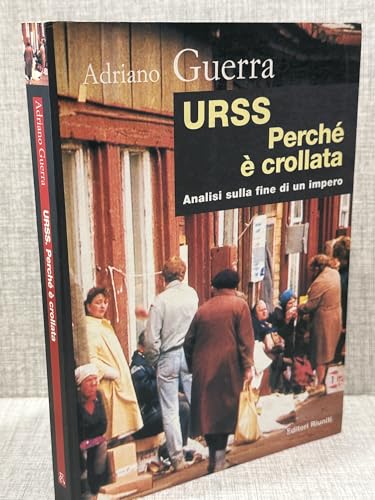 Adriano Guerra
URSS
Perché
è crollata
Analisi sulla fine di un impero
Editori Riuniti
Adriano Guerra
URSS. Perché è crollata